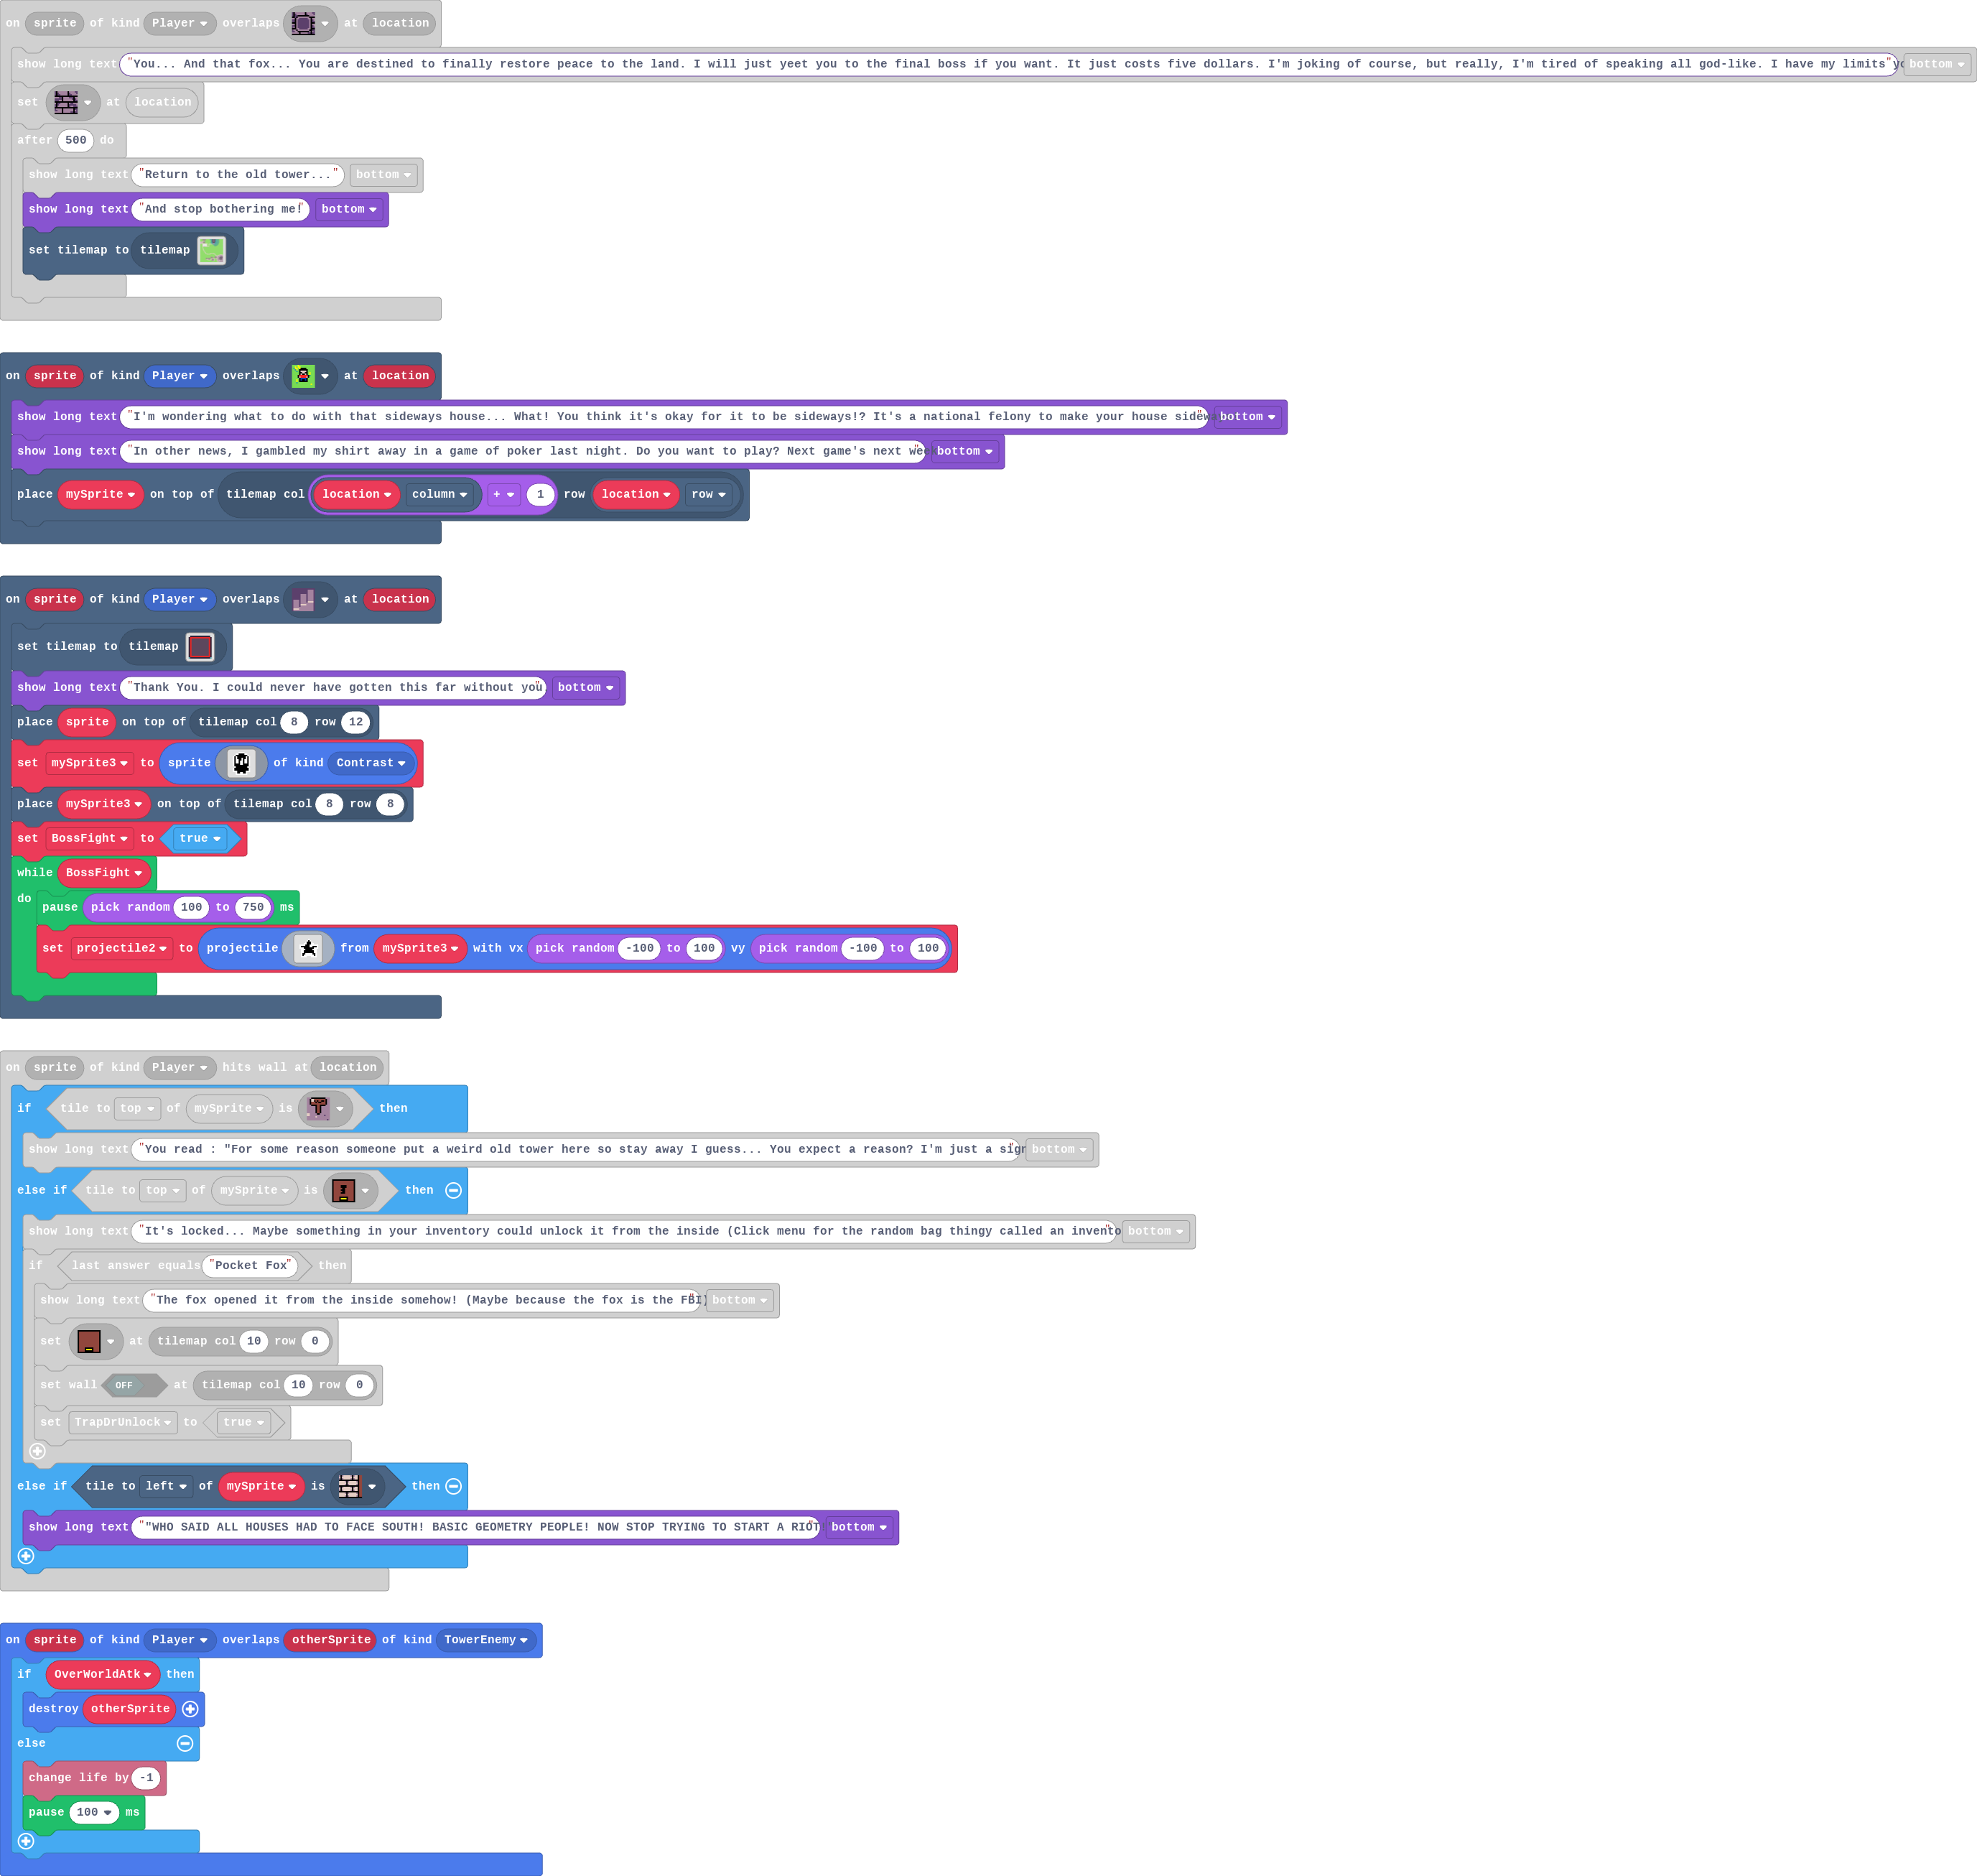 on sprite of kind Player overlaps at location
show long text "You... And that fox... You are destined to finally restore peace to the land. I will just yeet you to the final boss if you want. It just costs five dollars. I'm joking of course, but really, I'm tired of speaking all god-like. I have my limits" bottom
set at location
after 500 do
show long text "Return to the old tower..." bottom
show long text "And stop bothering me!" bottom
set tilemap to tilemap
on sprite of kind Player overlaps at location
show long text "I'm wondering what to do with that sideways house... What! You think it's okay for it to be sideways!? It's a national felony to make your house sidewa" bottom
show long text "In other news, I gambled my shirt away in a game of poker last night. Do you want to play? Next game's next week" bottom
place mySprite on top of tilemap col location column + 1 row location row
on sprite of kind Player overlaps at location
set tilemap to tilemap
show long text "Thank You. I could never have gotten this far without you" bottom
place sprite on top of tilemap col 8 row 12
set mySprite3 to sprite of kind Contrast
place mySprite3 on top of tilemap col 8 row 8
set BossFight to true
while BossFight
do
pause pick random 100 to 750 ms
set projectile2 to projectile from mySprite3 with vx pick random -100 to 100 vy pick random -100 to 100
on sprite of kind Player hits wall at location
if tile to top of mySprite is then
show long text "You read : "For some reason someone put a weird old tower here so stay away I guess... You expect a reason? I'm just a sign" bottom
else if tile to top of mySprite is then
show long text "It's locked... Maybe something in your inventory could unlock it from the inside (Click menu for the random bag thingy called an invento" bottom
if last answer equals "Pocket Fox" then
show long text "The fox opened it from the inside somehow! (Maybe because the fox is the FBI)" bottom
set at tilemap col 10 row 0
set wall OFF at tilemap col 10 row 0
set TrapDrUnlock to true
else if tile to left of mySprite is then
show long text ""WHO SAID ALL HOUSES HAD TO FACE SOUTH! BASIC GEOMETRY PEOPLE! NOW STOP TRYING TO START A RIOT" bottom
on sprite of kind Player overlaps otherSprite of kind TowerEnemy
if OverWorldAtk then
destroy otherSprite
else
change life by -1
pause 100 ms